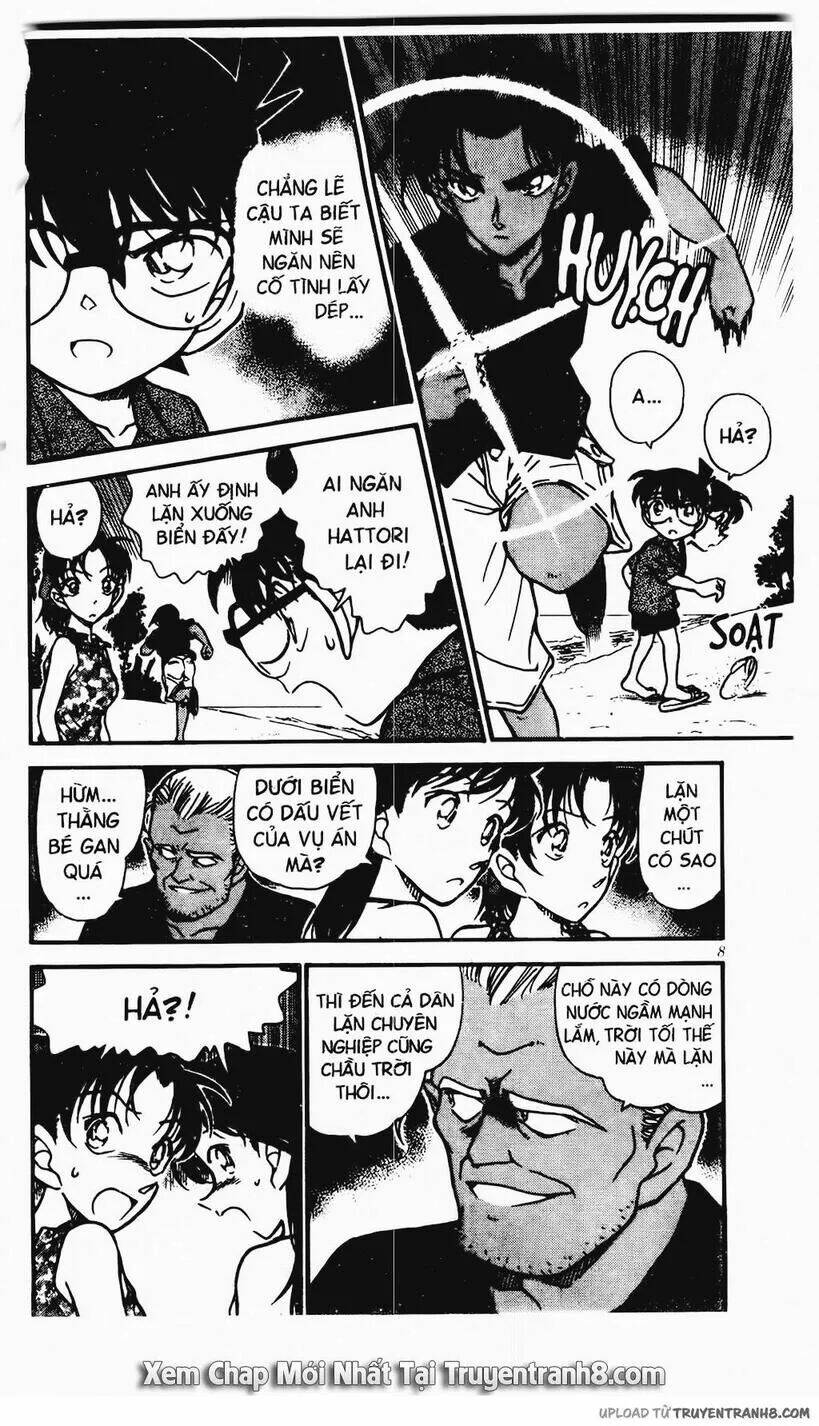 HUỴCH
A...
HẢ?
SOẠT
CHẲNG LẼ
CẬU TA BIẾT
MÌNH SẼ
NGĂN NÊN
CỐ TÌNH LẤY
DÉP...
AI NGĂN
ANH
HATTORI
LẠI ĐI!
ANH ẤY ĐỊNH
LẶN XUỐNG
BIỂN ĐẤY!
HẢ?
LẶN
MỘT
CHÚT
CÓ SAO
...
DƯỚI BIỂN
CÓ DẤU VẾT
CỦA VỤ ÁN
MÀ?
HỪM...
THẰNG
BÉ GAN
QUÁ
...
8
CHỖ NÀY CÓ DÒNG
NƯỚC NGẦM MẠNH
LẮM, TRỜI TỐI THẾ
NÀY MÀ LẶN
...
THÌ ĐẾN CẢ DÂN
LẶN CHUYÊN
NGHIỆP CŨNG
CHẦU TRỜI
THÔI...
HẢ?!
Xem Chap Mới Nhất Tại Truyentranh8.com
UPLOAD TỪ TRUYENTRANH8.COM